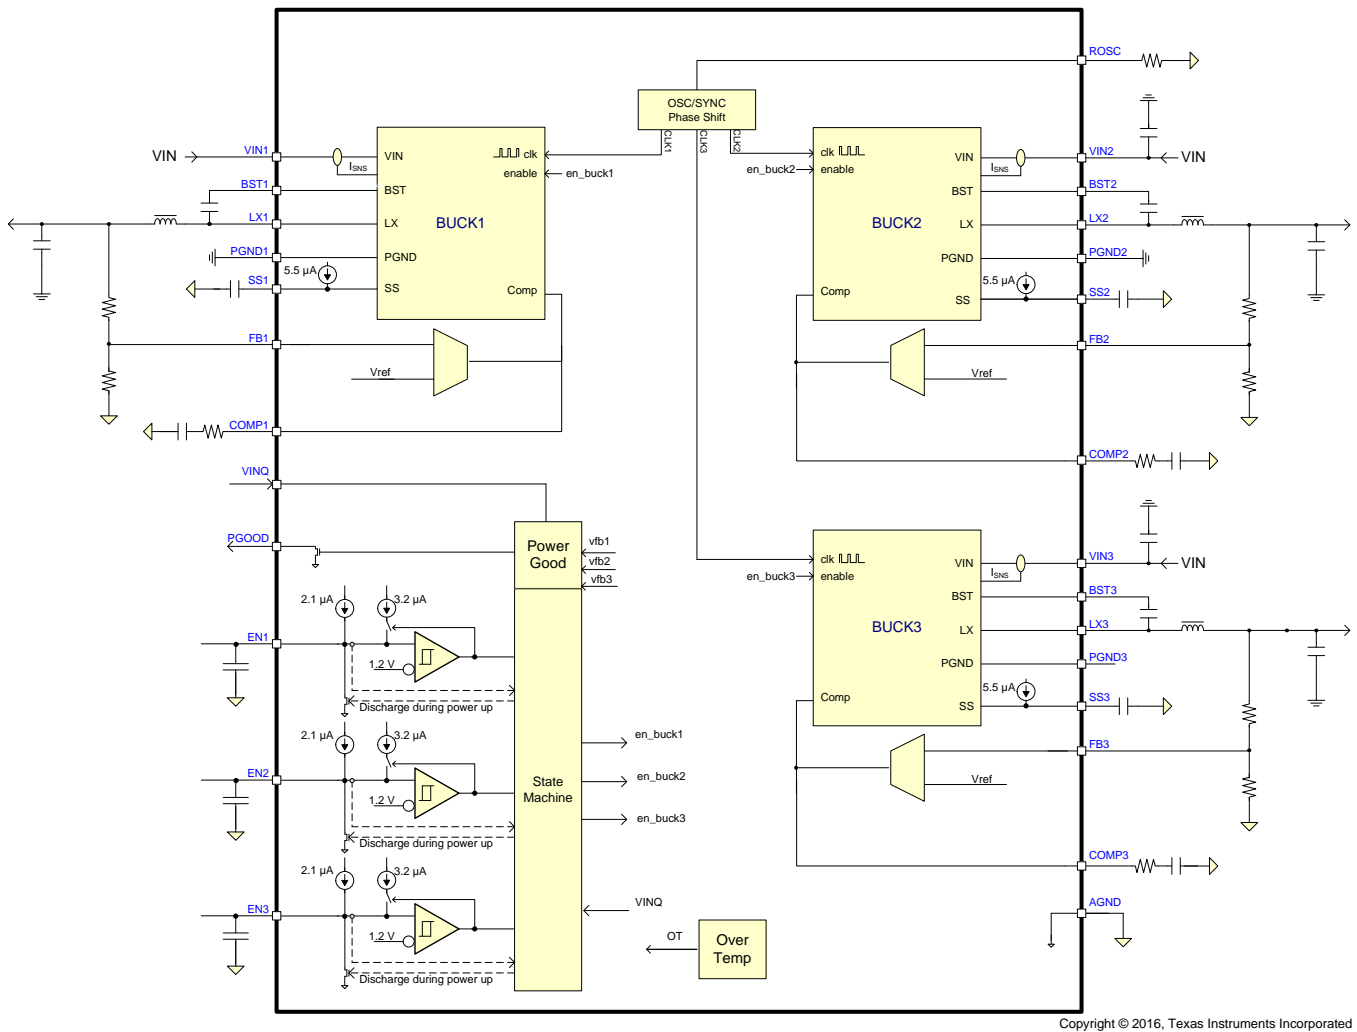 ROSC
OSC/SYNC
Phase Shift
CLK1
CLK3
CLK2
VIN
VIN1
ISNS
BST1
LX1
PGND1
5.5 µA
SS1
FB1
Vref
COMP1
VIN
BST
LX
PGND
SS
BUCK1
clk
enable
en_buck1
Comp
en_buck2
clk
enable
BUCK2
Comp
VIN
BST
LX
PGND
SS
ISNS
5.5 µA
VIN2
VIN
BST2
LX2
PGND2
SS2
FB2
Vref
COMP2
VINQ
PGOOD
Power
Good
vfb1
vfb2
vfb3
en_buck3
clk
enable
BUCK3
Comp
VIN
BST
LX
PGND
SS
ISNS
5.5 µA
VIN3
VIN
BST3
LX3
PGND3
SS3
FB3
Vref
COMP3
AGND
2.1 µA
3.2 µA
EN1
1.2 V
Discharge during power up
2.1 µA
3.2 µA
EN2
1.2 V
Discharge during power up
2.1 µA
3.2 µA
EN3
1.2 V
Discharge during power up
State
Machine
en_buck1
en_buck2
en_buck3
VINQ
OT
Over
Temp
Copyright © 2016, Texas Instruments Incorporated